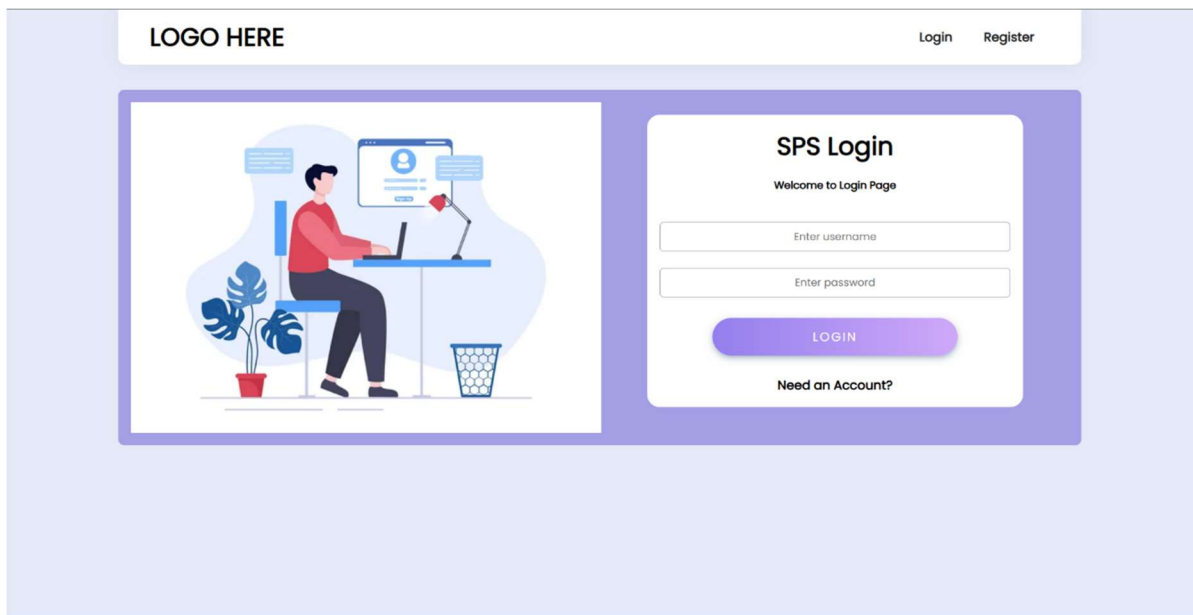 LOGO HERE
Login
Register
SPS Login
Welcome to Login Page
Enter username
Enter password
LOGIN
Need an Account?